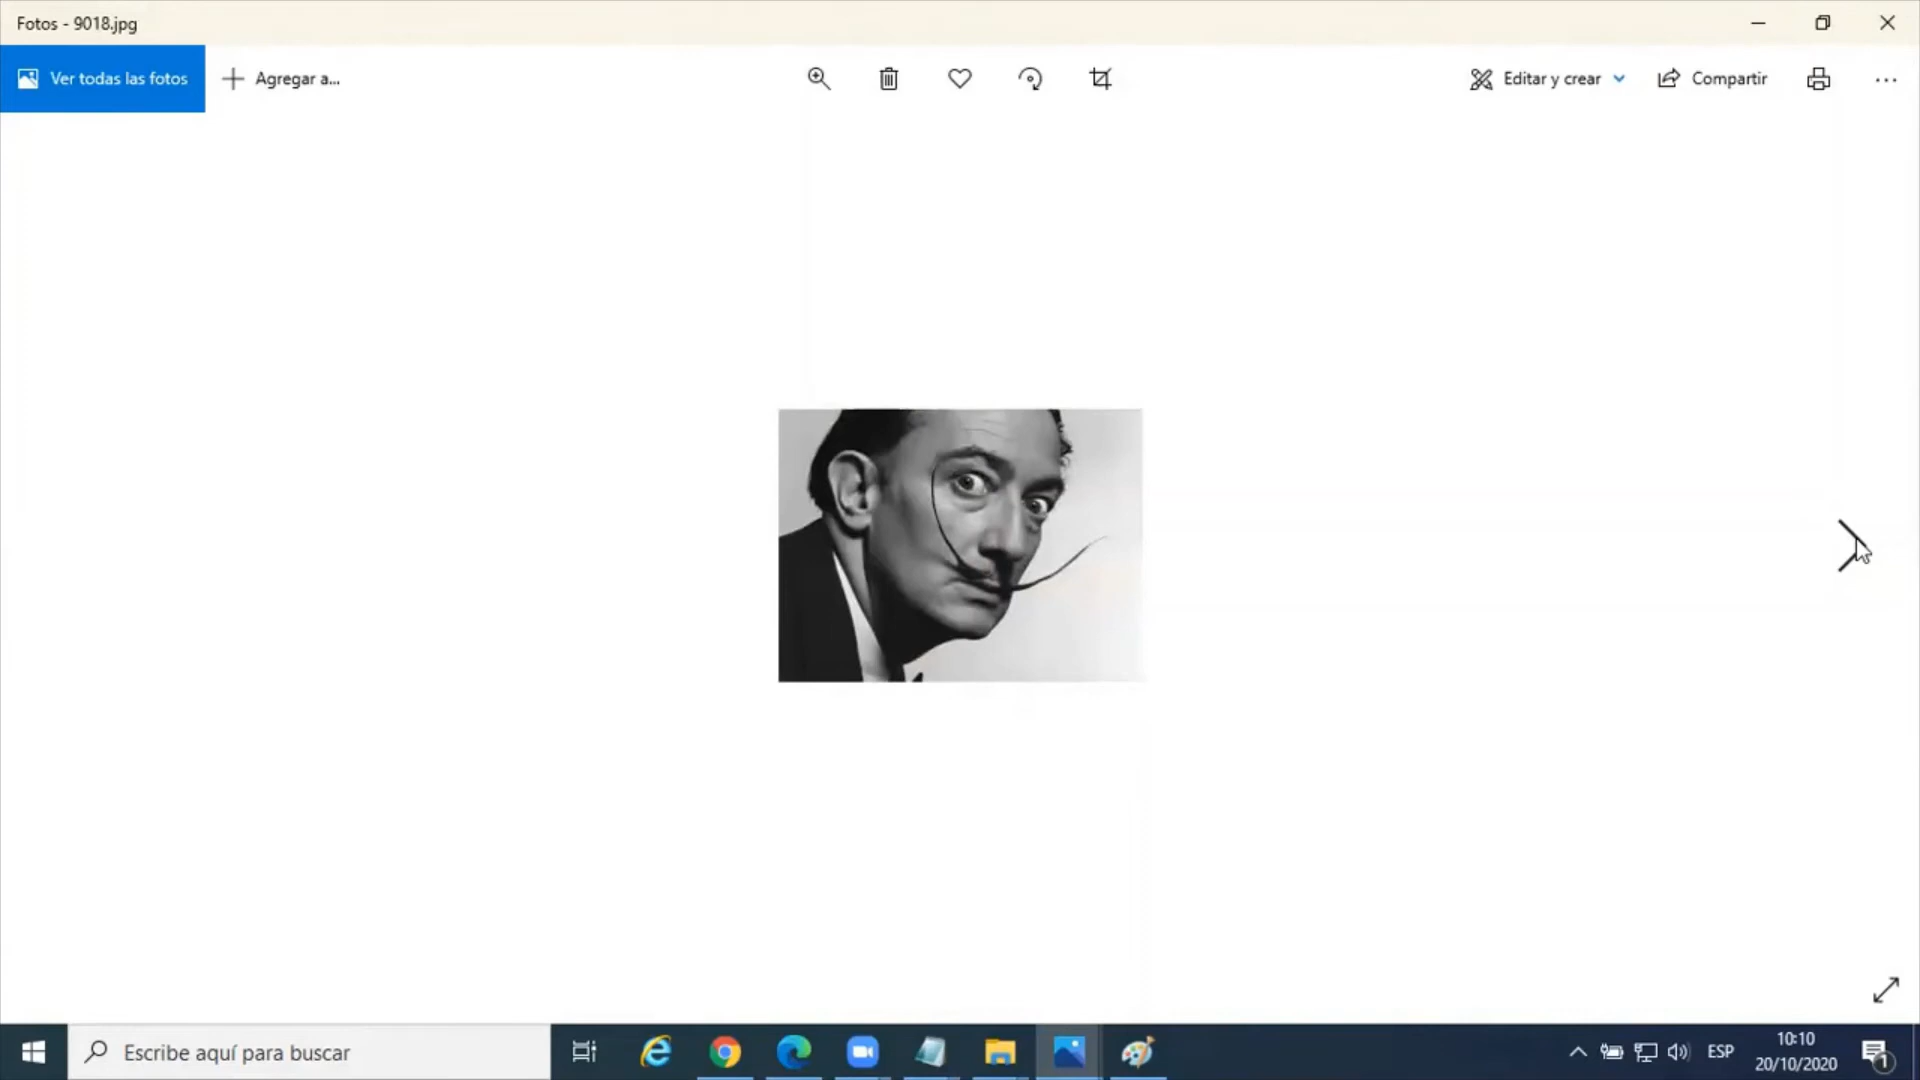 Fotos - 9018.jpg
Ver todas las fotos
Agregar a...
Editar y crear
Compartir
Escribe aquí para buscar
ESP
10:10
20/10/2020
1